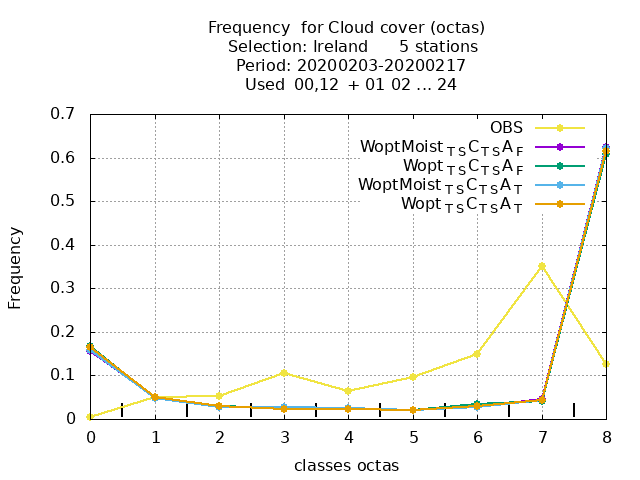 Frequency for Cloud cover (octas)
Selection: Ireland 5 stations
Period: 20200203-20200217
Used 00,12 + 01 02 ... 24
OBS
WoptMoist TS C TS A F
Wopt TS C TS A F
WoptMoist TS C TS A T
Wopt TS C TS A T
Frequency
0.7
0.6
0.5
0.4
0.3
0.2
0.1
0
0 1 2 3 4 5 6 7 8
classes octas